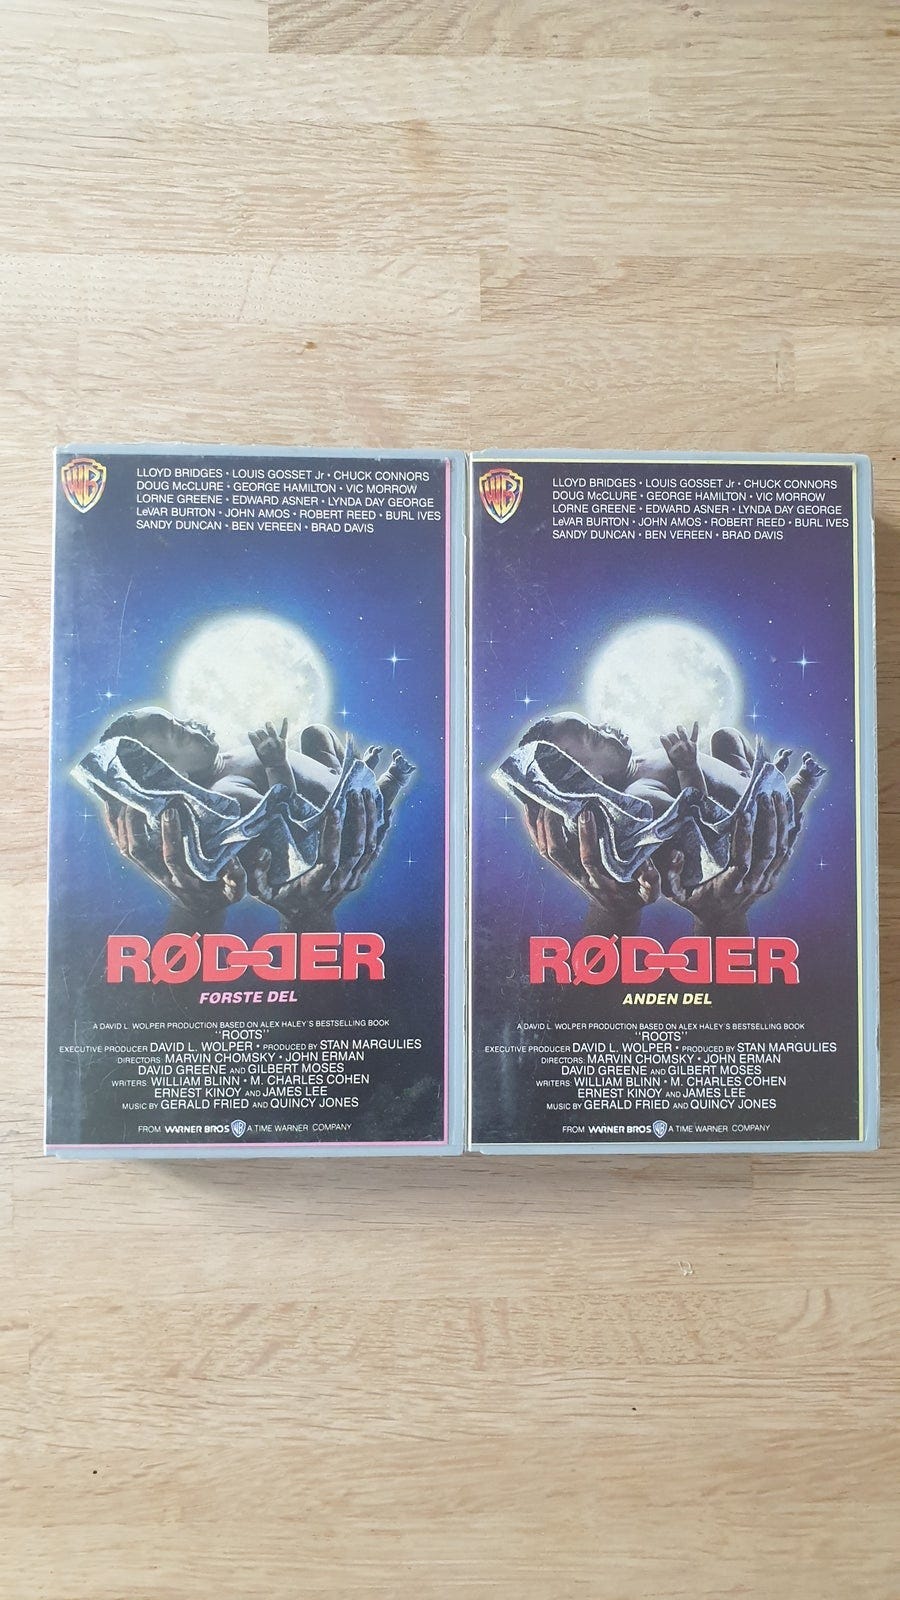 WB
LLOYD BRIDGES • LOUIS GOSSET Jr • CHUCK CONNORS
DOUG McCLURE • GEORGE HAMILTON • VIC MORROW
LORNE GREENE • EDWARD ASNER • LYNDA DAY GEORGE
LeVAR BURTON • JOHN AMOS • ROBERT REED • BURL IVES
SANDY DUNCAN • BEN VEREEN • BRAD DAVIS
RØDDER
FØRSTE DEL
A DAVID L. WOLPER PRODUCTION BASED ON ALEX HALEY'S BESTSELLING BOOK
"ROOTS"
EXECUTIVE PRODUCER DAVID L. WOLPER • PRODUCED BY STAN MARGULIES
DIRECTORS: MARVIN CHOMSKY • JOHN ERMAN
DAVID GREENE AND GILBERT MOSES
WRITERS: WILLIAM BLINN • M. CHARLES COHEN
ERNEST KINOY AND JAMES LEE
MUSIC BY GERALD FRIED AND QUINCY JONES
FROM WARNER BROS WB A TIME WARNER COMPANY
WB
LLOYD BRIDGES • LOUIS GOSSET Jr • CHUCK CONNORS
DOUG McCLURE • GEORGE HAMILTON • VIC MORROW
LORNE GREENE • EDWARD ASNER • LYNDA DAY GEORGE
LeVAR BURTON • JOHN AMOS • ROBERT REED • BURL IVES
SANDY DUNCAN • BEN VEREEN • BRAD DAVIS
RØDDER
ANDEN DEL
A DAVID L. WOLPER PRODUCTION BASED ON ALEX HALEY'S BESTSELLING BOOK
"ROOTS"
EXECUTIVE PRODUCER DAVID L. WOLPER • PRODUCED BY STAN MARGULIES
DIRECTORS: MARVIN CHOMSKY • JOHN ERMAN
DAVID GREENE AND GILBERT MOSES
WRITERS: WILLIAM BLINN • M. CHARLES COHEN
ERNEST KINOY AND JAMES LEE
MUSIC BY GERALD FRIED AND QUINCY JONES
FROM WARNER BROS WB A TIME WARNER COMPANY